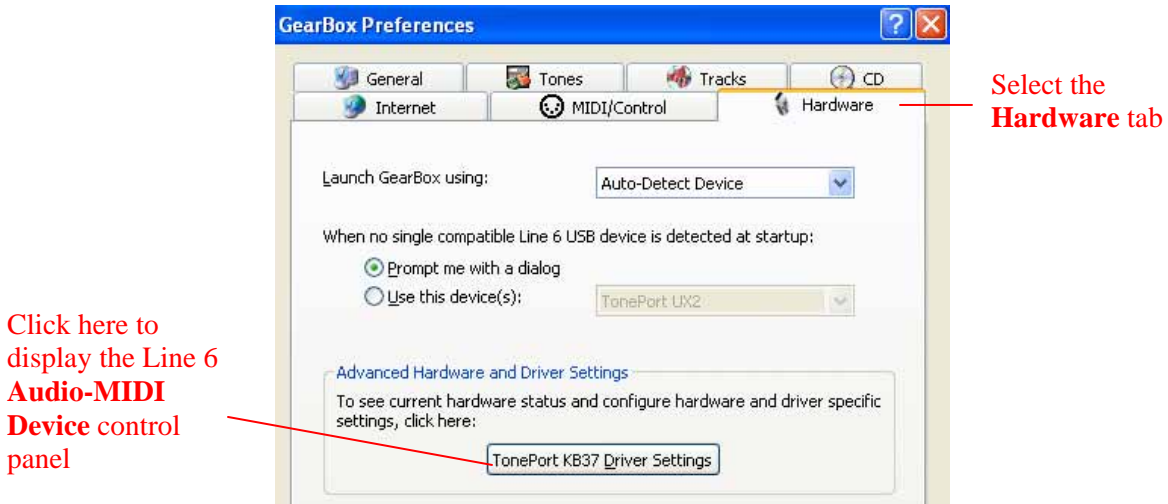 GearBox Preferences
General
Tones
Tracks
CD
Internet
MIDI/Control
Hardware
Select the
Hardware tab
Launch GearBox using:
Auto-Detect Device
When no single compatible Line 6 USB device is detected at startup:
Prompt me with a dialog
Use this device(s):
TonePort UX2
Click here to
display the Line 6
Audio-MIDI
Device control
panel
Advanced Hardware and Driver Settings
To see current hardware status and configure hardware and driver specific
settings, click here:
TonePort KB37 Driver Settings